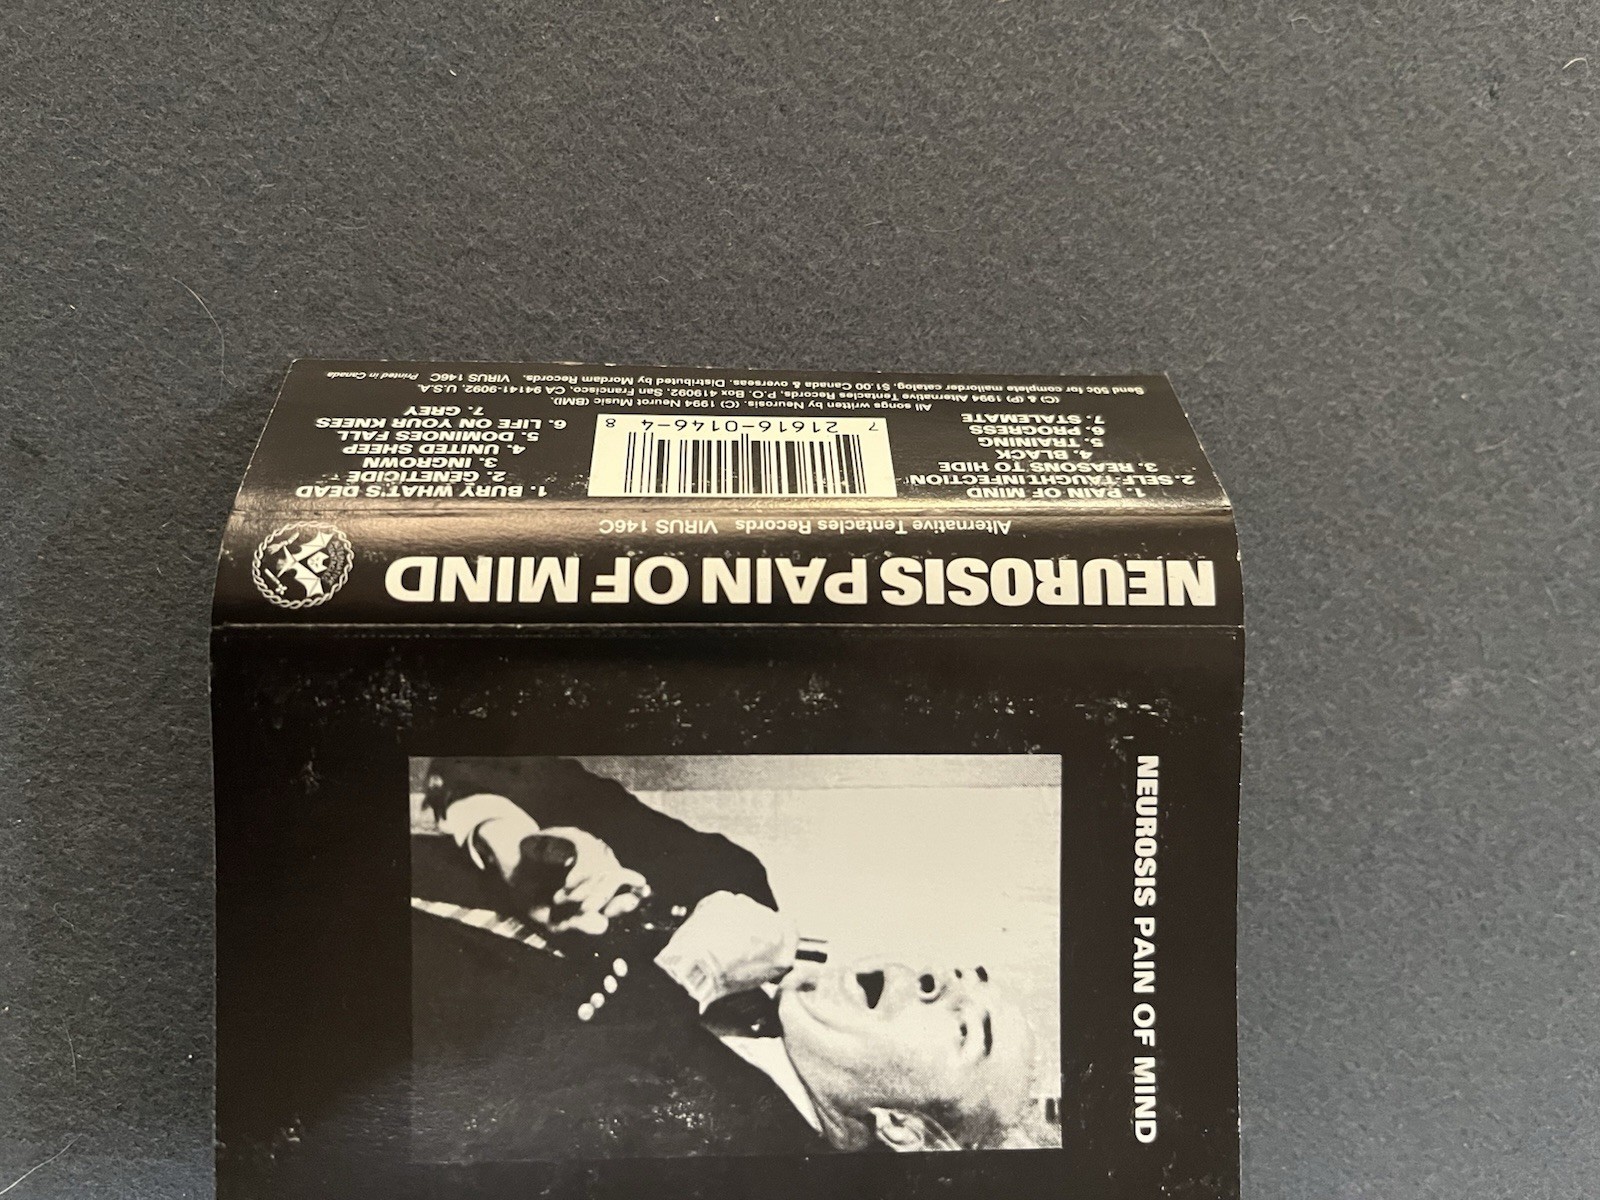 NEUROSIS PAIN OF MIND
NEUROSIS PAIN OF MIND
Alternative Tentacles Records VIRUS 146C
1. PAIN OF MIND
2. SELF-TAUGHT INFECTION
3. REASONS TO HIDE
4. BLACK
5. TRAINING
6. PROGRESS
7. STALEMATE
7 21616-0146-4 8
1. BURY WHAT'S DEAD
2. GENETICIDE
3. INGROWN
4. UNITED SHEEP
5. DOMINOES FALL
6. LIFE ON YOUR KNEES
7. GREY
All songs written by Neurosis. (C) 1994 Neurot Music (BMI)
(C) & (P) 1994 Alternative Tentacles Records, P.O. Box 419092, San Francisco, CA 94141-9092. U.S.A.
Send 50c for complete mailorder catalog. $1.00 Canada & overseas. Distributed by Mordam Records. VIRUS 146C Printed in Canada